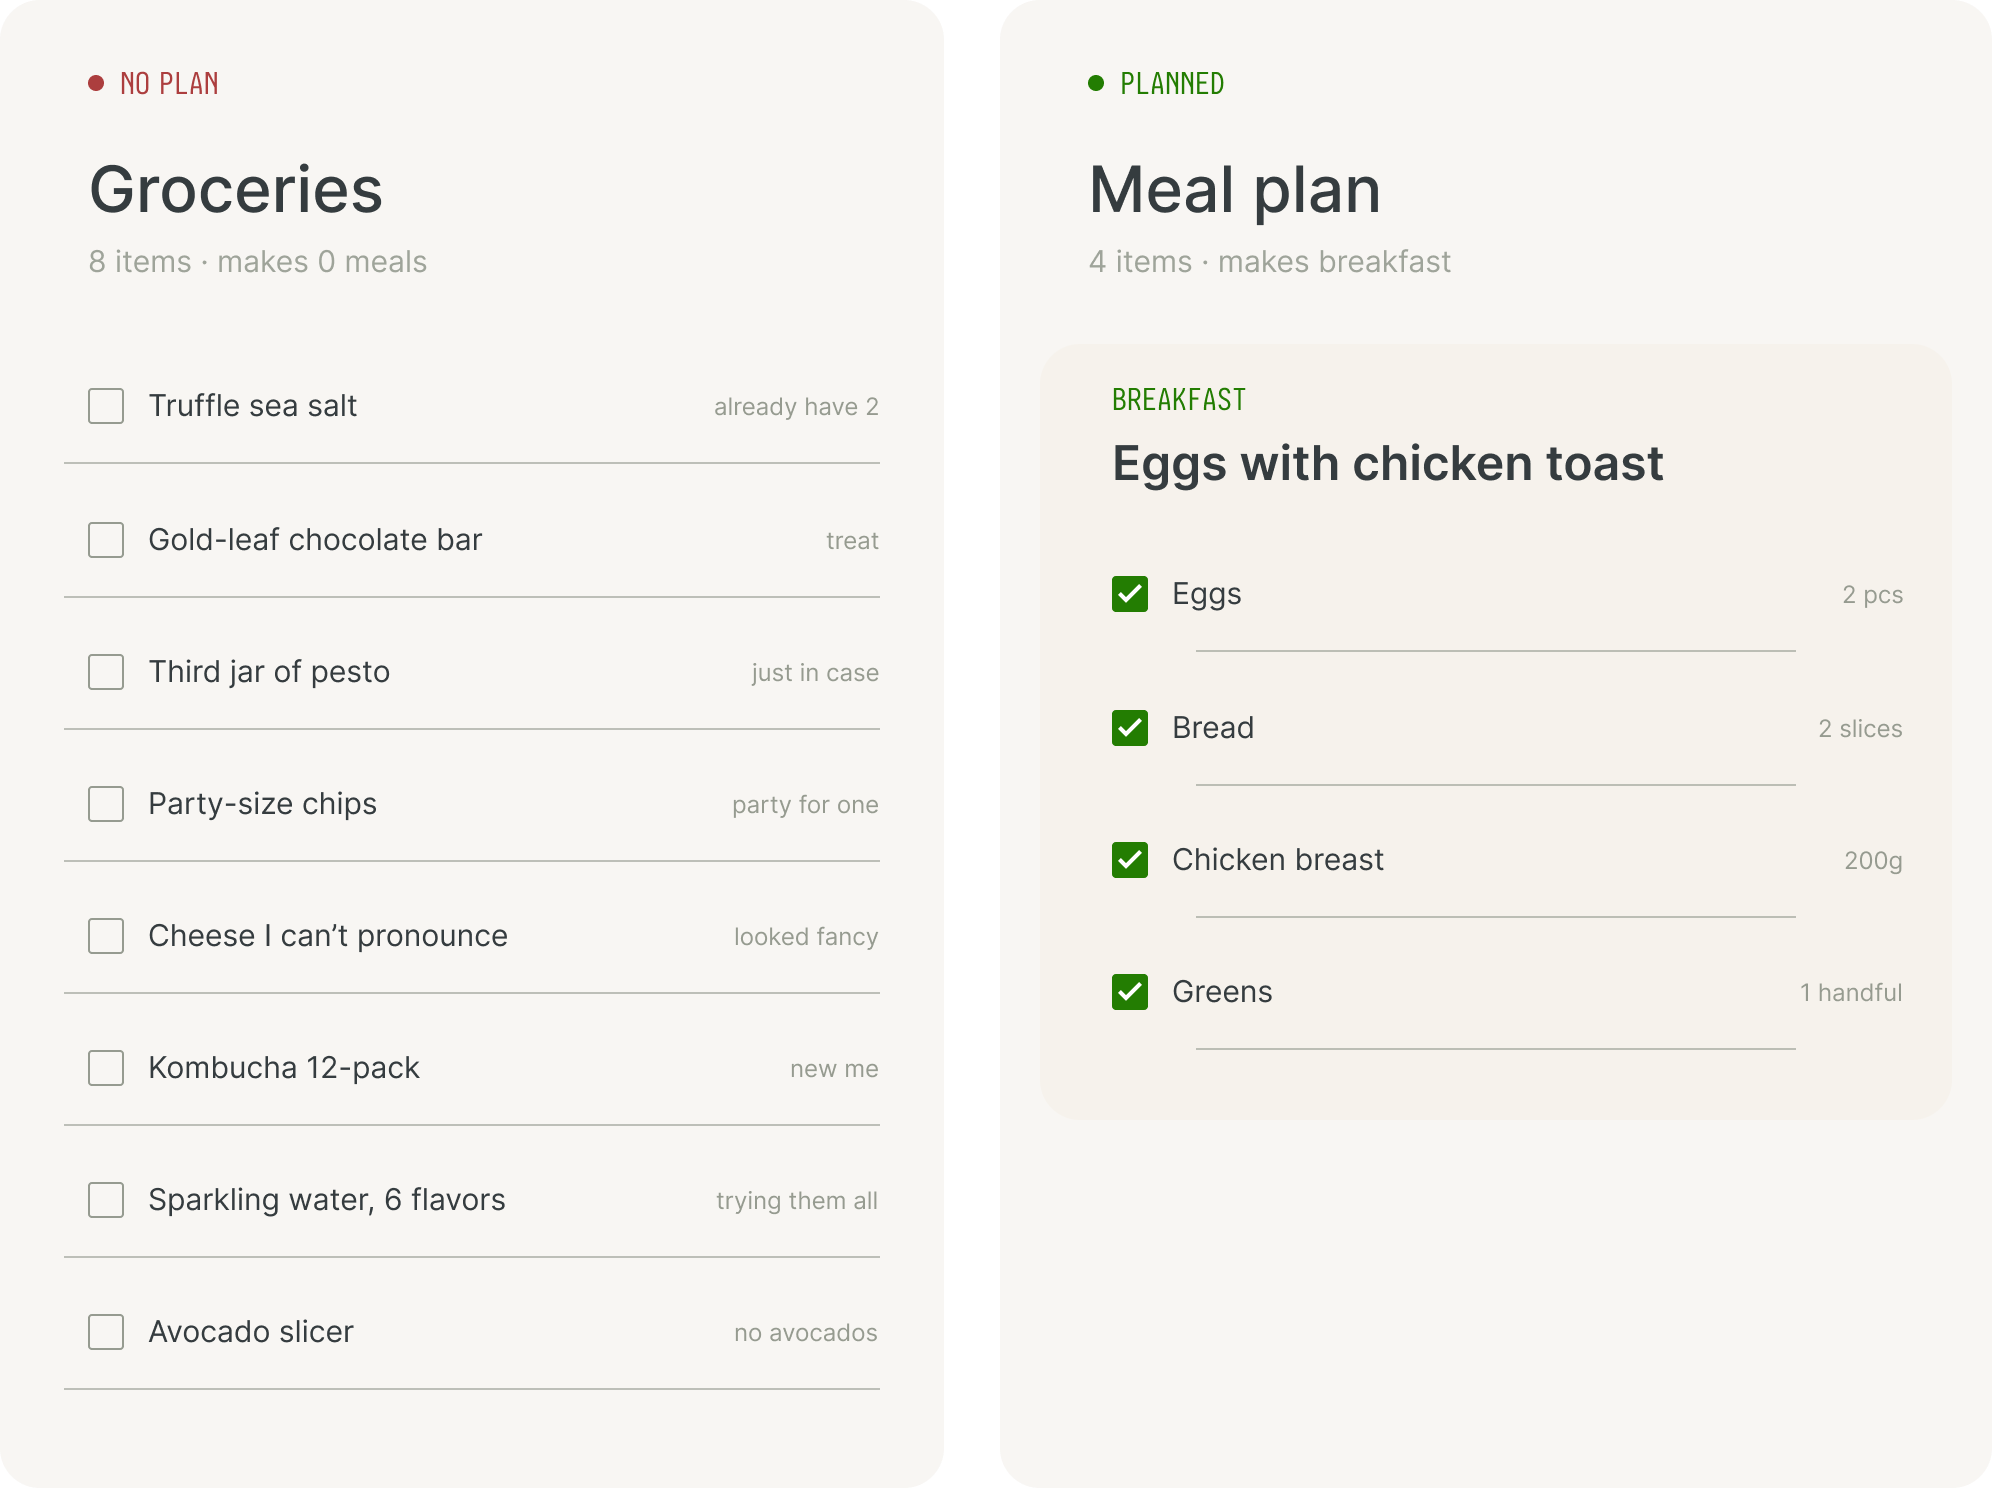 NO PLAN
Groceries
8 items · makes 0 meals
Truffle sea salt already have 2
Gold-leaf chocolate bar treat
Third jar of pesto just in case
Party-size chips party for one
Cheese I can’t pronounce looked fancy
Kombucha 12-pack new me
Sparkling water, 6 flavors trying them all
Avocado slicer no avocados
PLANNED
Meal plan
4 items · makes breakfast
BREAKFAST
Eggs with chicken toast
Eggs 2 pcs
Bread 2 slices
Chicken breast 200g
Greens 1 handful